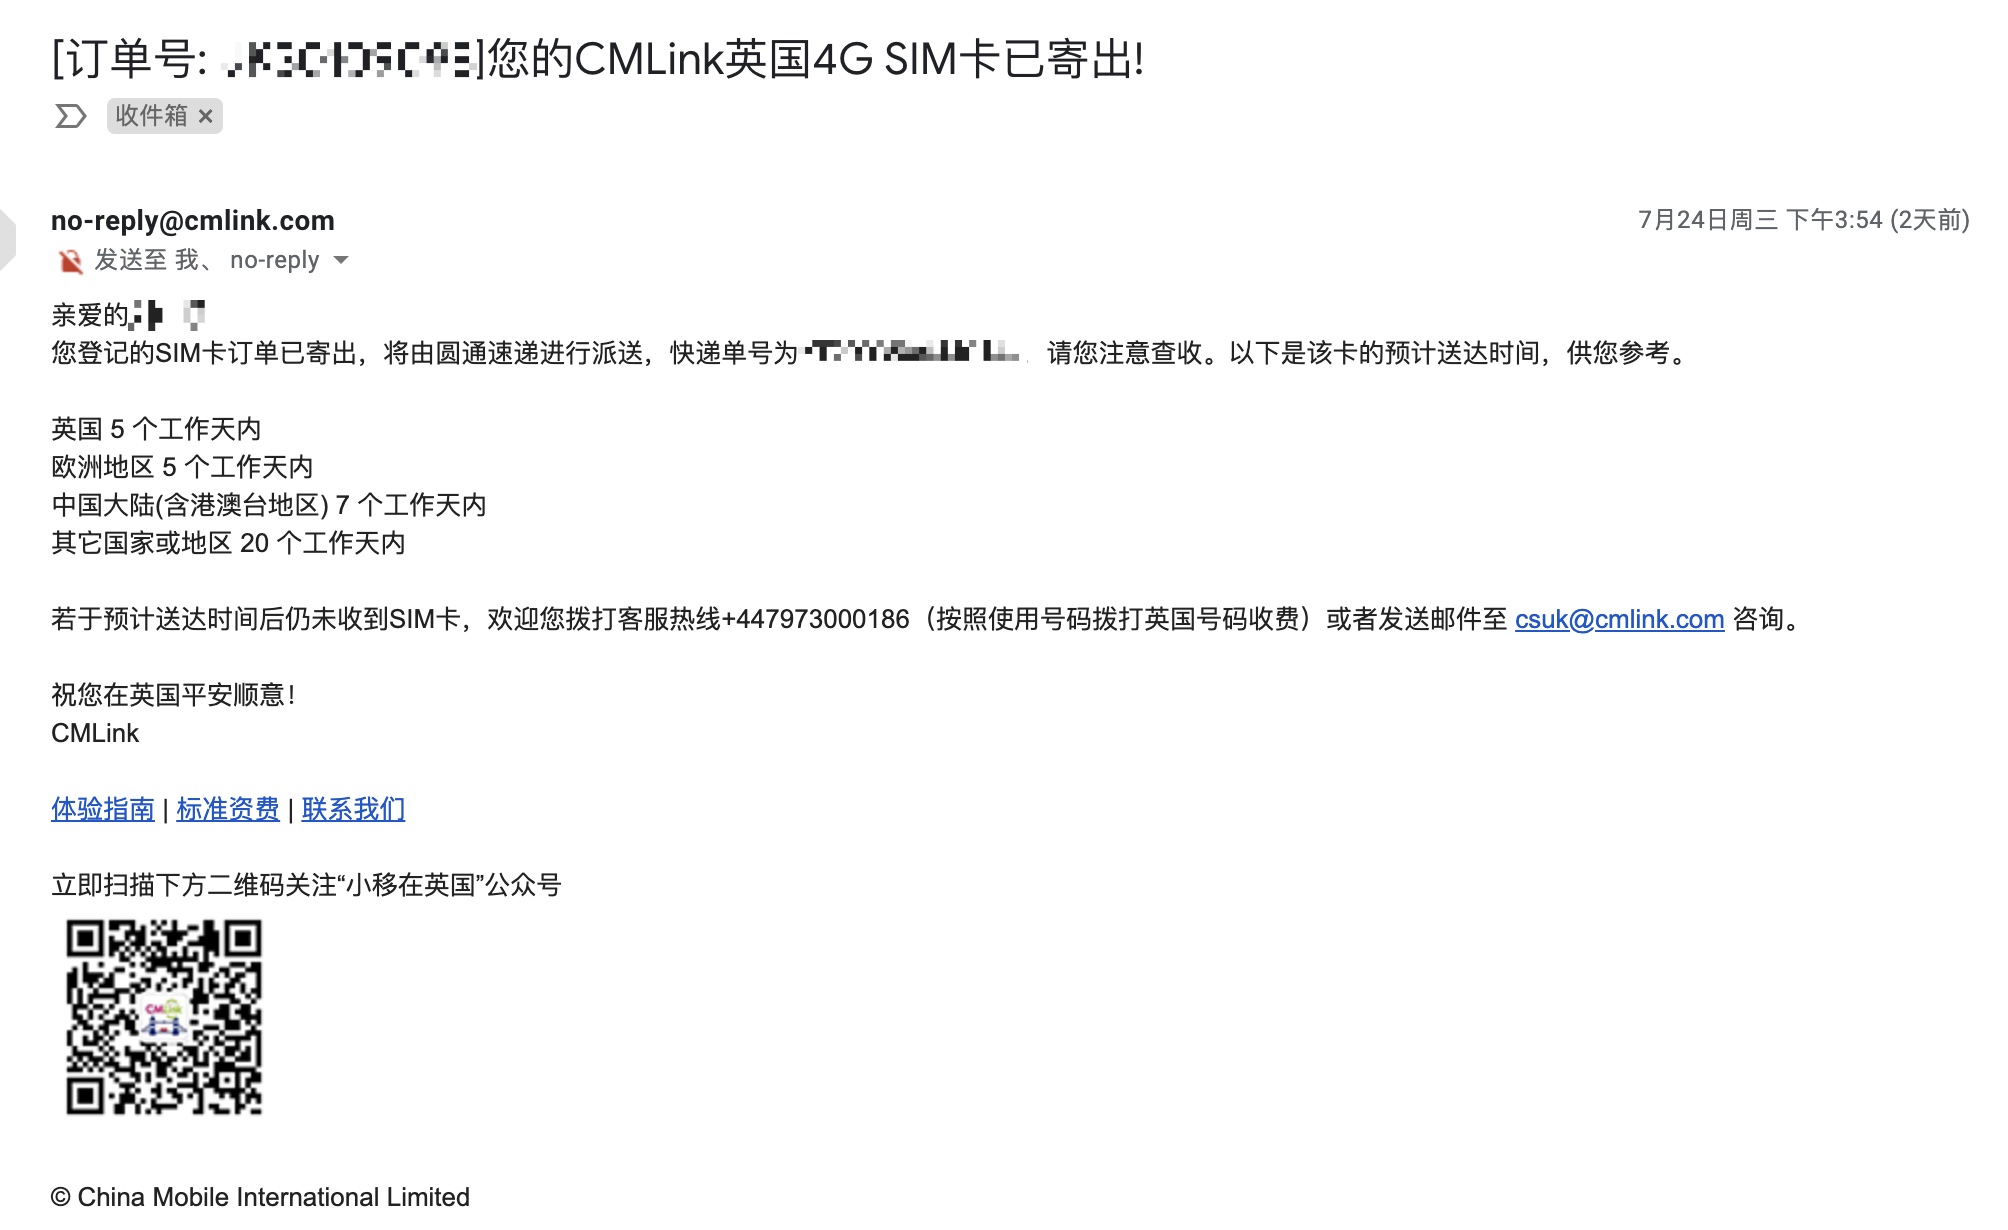 [订单号: ]您的CMLink英国4G SIM卡已寄出!
收件箱 ×
no-reply@cmlink.com
7月24日周三 下午3:54 (2天前)
发送至 我、 no-reply
亲爱的
您登记的SIM卡订单已寄出，将由圆通速递进行派送，快递单号为 请您注意查收。以下是该卡的预计送达时间，供您参考。
英国 5 个工作天内
欧洲地区 5 个工作天内
中国大陆(含港澳台地区) 7 个工作天内
其它国家或地区 20 个工作天内
若于预计送达时间后仍未收到SIM卡，欢迎您拨打客服热线+447973000186（按照使用号码拨打英国号码收费）或者发送邮件至 csuk@cmlink.com 咨询。
祝您在英国平安顺意！
CMLink
体验指南 | 标准资费 | 联系我们
立即扫描下方二维码关注“小移在英国”公众号
CMLink
© China Mobile International Limited